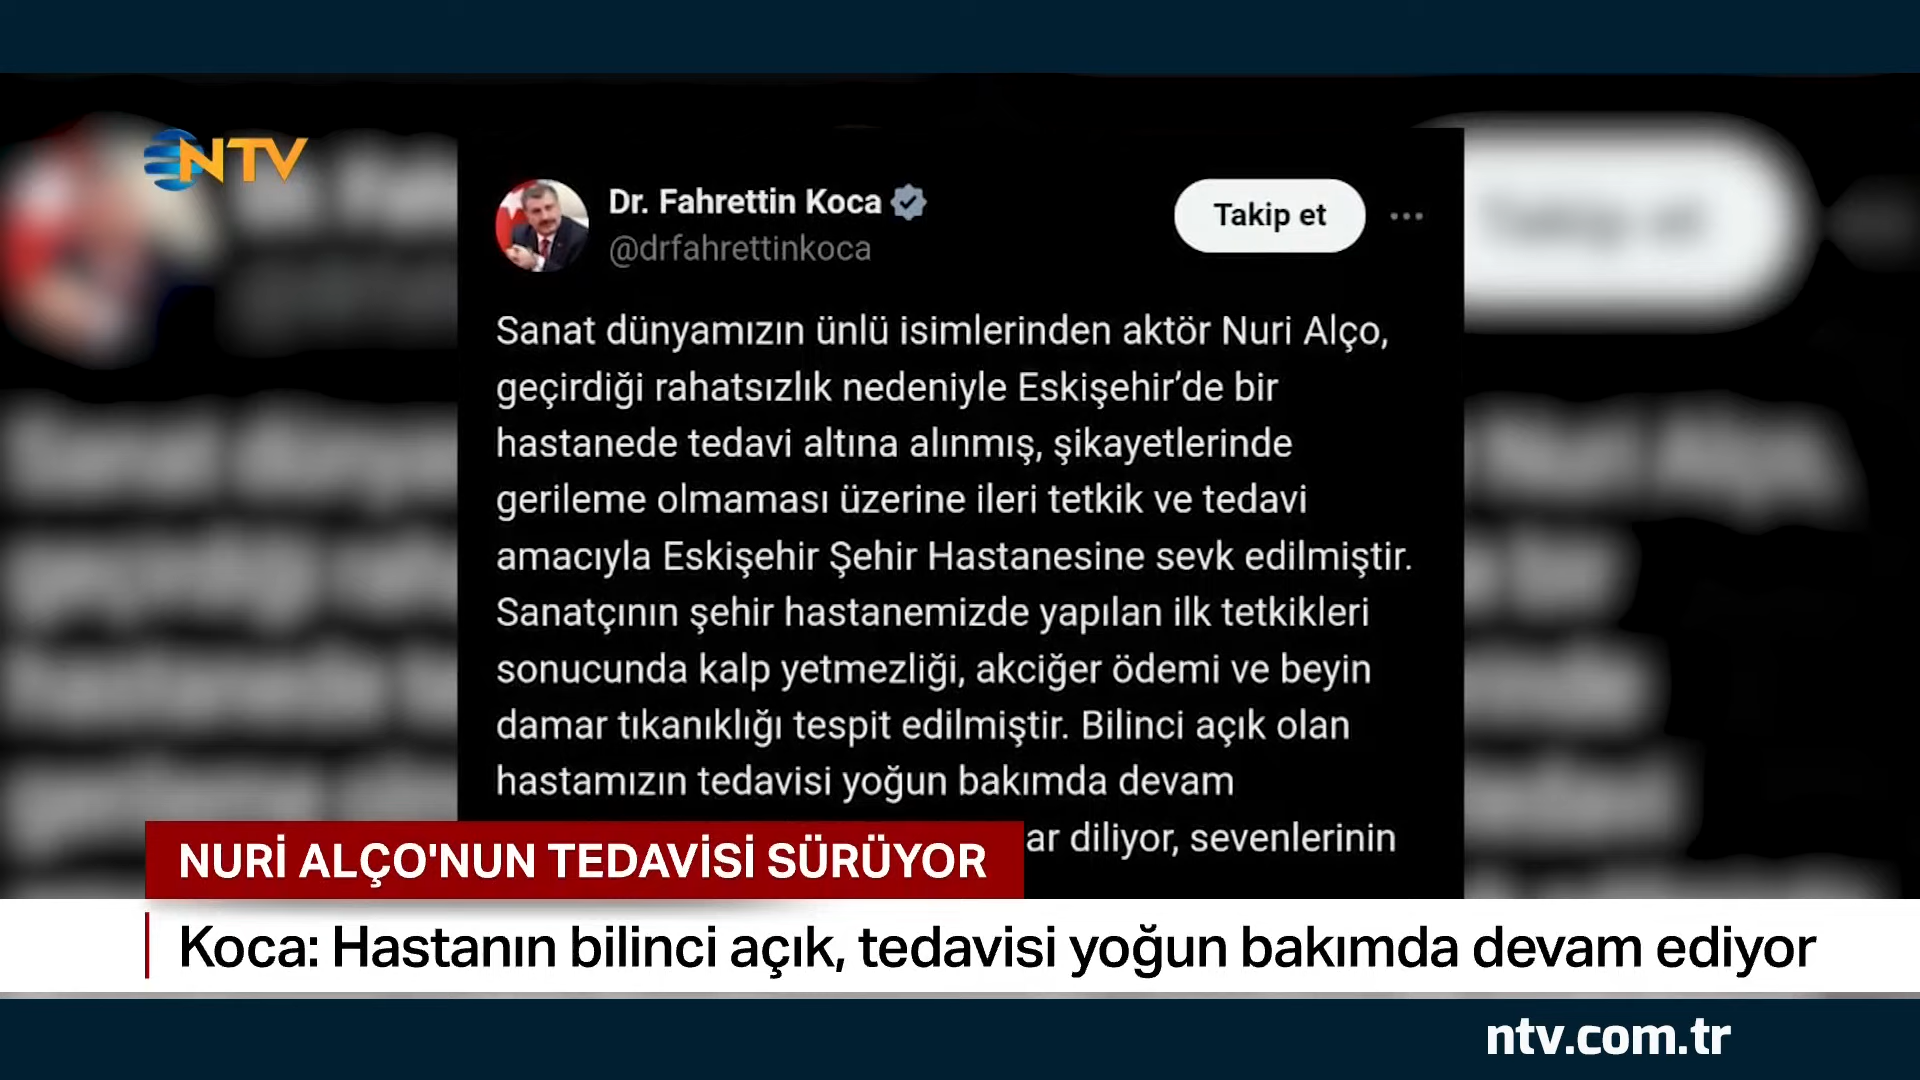 NTV
Dr. Fahrettin Koca
@drfahrettinkoca
Takip et
Sanat dünyamızın ünlü isimlerinden aktör Nuri Alço,
geçirdiği rahatsızlık nedeniyle Eskişehir’de bir
hastanede tedavi altına alınmış, şikayetlerinde
gerileme olmaması üzerine ileri tetkik ve tedavi
amacıyla Eskişehir Şehir Hastanesine sevk edilmiştir.
Sanatçının şehir hastanemizde yapılan ilk tetkikleri
sonucunda kalp yetmezliği, akciğer ödemi ve beyin
damar tıkanıklığı tespit edilmiştir. Bilinci açık olan
hastamızın tedavisi yoğun bakımda devam
diliyor, sevenlerinin
NURİ ALÇO'NUN TEDAVİSİ SÜRÜYOR
Koca: Hastanın bilinci açık, tedavisi yoğun bakımda devam ediyor
ntv.com.tr